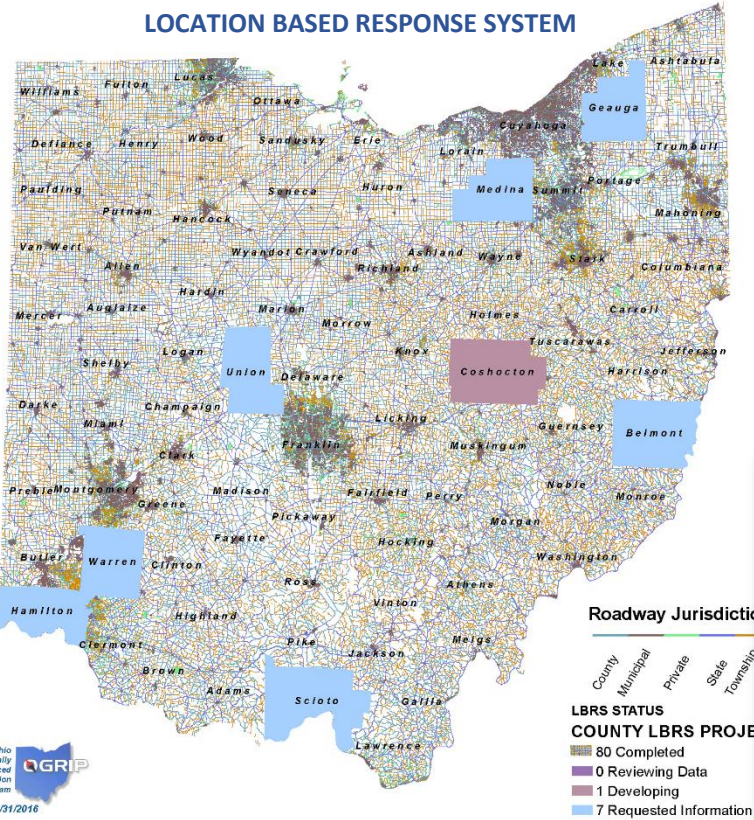 LOCATION BASED RESPONSE SYSTEM
Lake
Ashtabula
Lucas
Fulton
Williams
Ottawa
Geauga
Cuyahoga
Defiance
Henry
Wood
Sandusky
Erie
Lorain
Trumbull
Portage
Paulding
Seneca
Huron
Medina
Summit
Putnam
Hancock
Mahoning
Van Wert
Wyandot
Crawford
Ashland
Wayne
Allen
Richland
Stark
Columbiana
Hardin
Mercer
Auglaize
Marion
Morrow
Holmes
Carroll
Tuscarawas
Logan
Knox
Jefferson
Shelby
Union
Delaware
Coshocton
Harrison
Darke
Champaign
Miami
Licking
Guernsey
Belmont
Franklin
Muskingum
Clark
Preble
Montgomery
Madison
Fairfield
Perry
Noble
Monroe
Greene
Pickaway
Morgan
Fayette
Hocking
Washington
Butler
Warren
Clinton
Ross
Athens
Hamilton
Highland
Vinton
Clermont
Pike
Jackson
Meigs
Brown
Adams
Scioto
Gallia
Lawrence
Roadway Jurisdictio
County
Municipal
Private
State
Township
LBRS STATUS
COUNTY LBRS PROJE
80 Completed
0 Reviewing Data
1 Developing
7 Requested Information
OGRIP
/31/2016